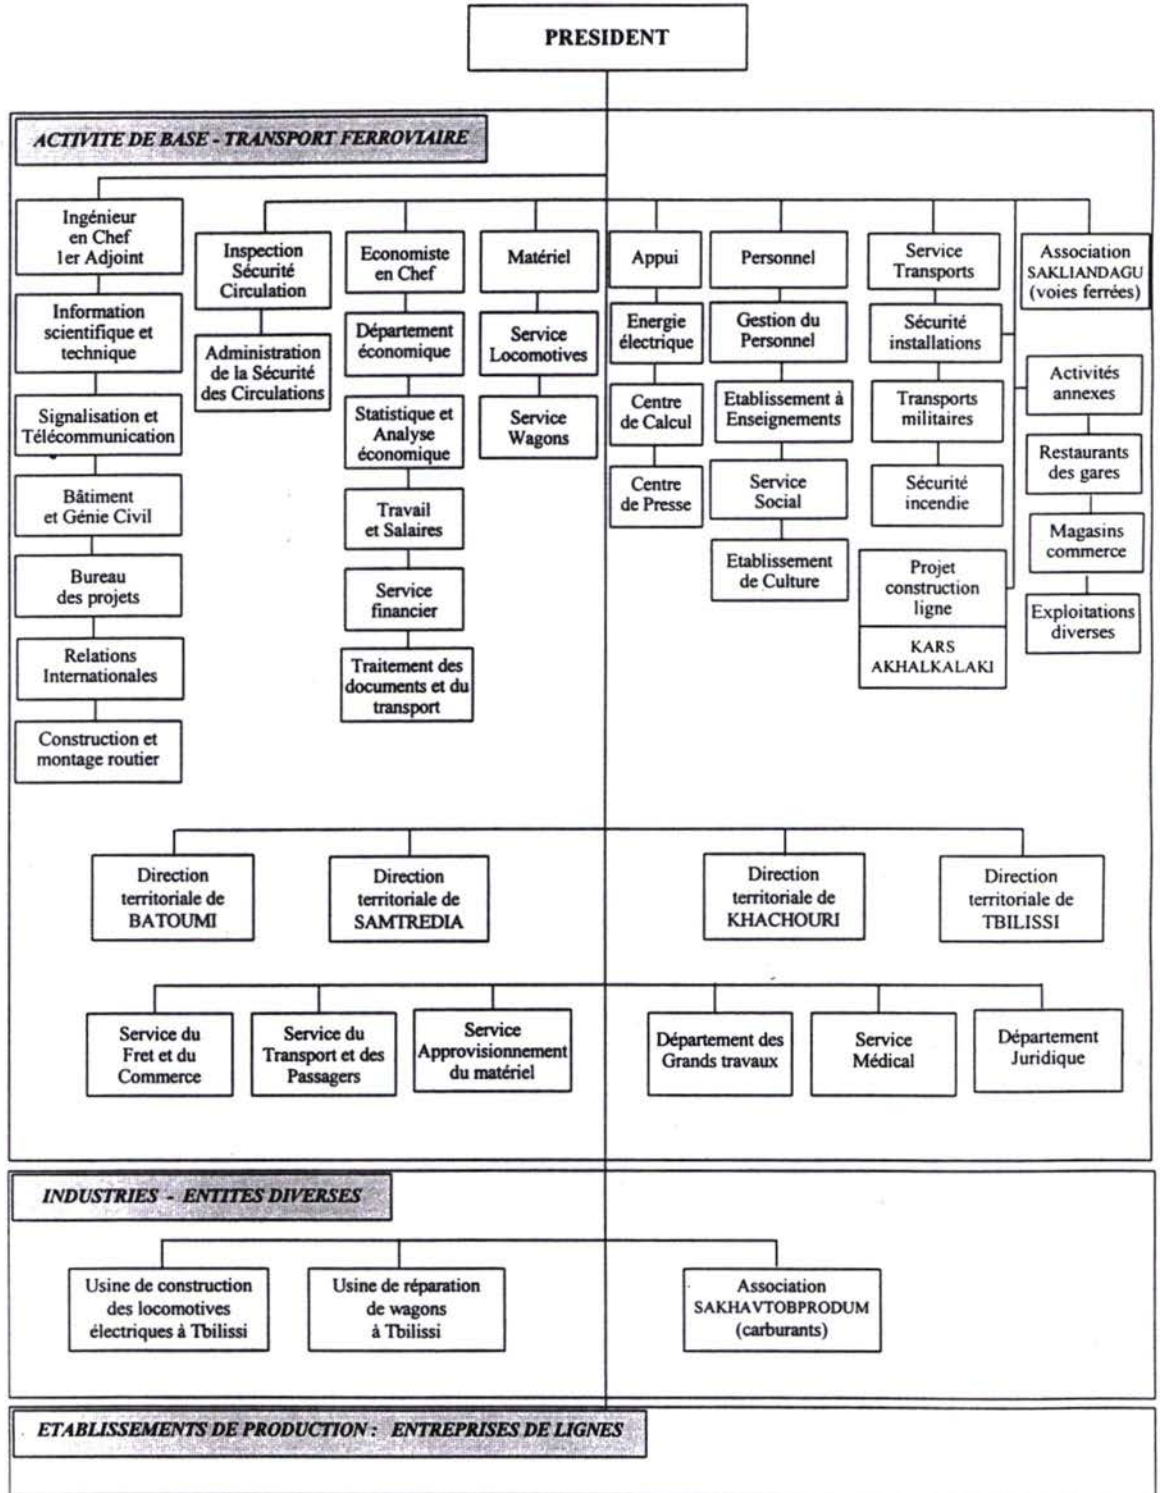 PRESIDENT
ACTIVITE DE BASE - TRANSPORT FERROVIAIRE
Ingénieur
en Chef
1er Adjoint
Information
scientifique et
technique
Signalisation et
Télécommunication
Bâtiment
et Génie Civil
Bureau
des projets
Relations
Internationales
Construction et
montage routier
Inspection
Sécurité
Circulation
Administration
de la Sécurité
des Circulations
Economiste
en Chef
Département
économique
Statistique et
Analyse
économique
Travail
et Salaires
Service
financier
Traitement des
documents et du
transport
Matériel
Service
Locomotives
Service
Wagons
Appui
Energie
électrique
Centre
de Calcul
Centre
de Presse
Personnel
Gestion du
Personnel
Etablissement à
Enseignements
Service
Social
Etablissement
de Culture
Service
Transports
Sécurité
installations
Transports
militaires
Sécurité
incendie
Projet
construction
ligne
KARS
AKHALKALAKI
Association
SAKLIANDAGU
(voies ferrées)
Activités
annexes
Restaurants
des gares
Magasins
commerce
Exploitations
diverses
Direction
territoriale de
BATOUMI
Direction
territoriale de
SAMTREDIA
Direction
territoriale de
KHACHOURI
Direction
territoriale de
TBILISSI
Service du
Fret et du
Commerce
Service du
Transport et des
Passagers
Service
Approvisionnement
du matériel
Département des
Grands travaux
Service
Médical
Département
Juridique
INDUSTRIES - ENTITES DIVERSES
Usine de construction
des locomotives
électriques à Tbilissi
Usine de réparation
de wagons
à Tbilissi
Association
SAKHAVTOBPRODUM
(carburants)
ETABLISSEMENTS DE PRODUCTION : ENTREPRISES DE LIGNES